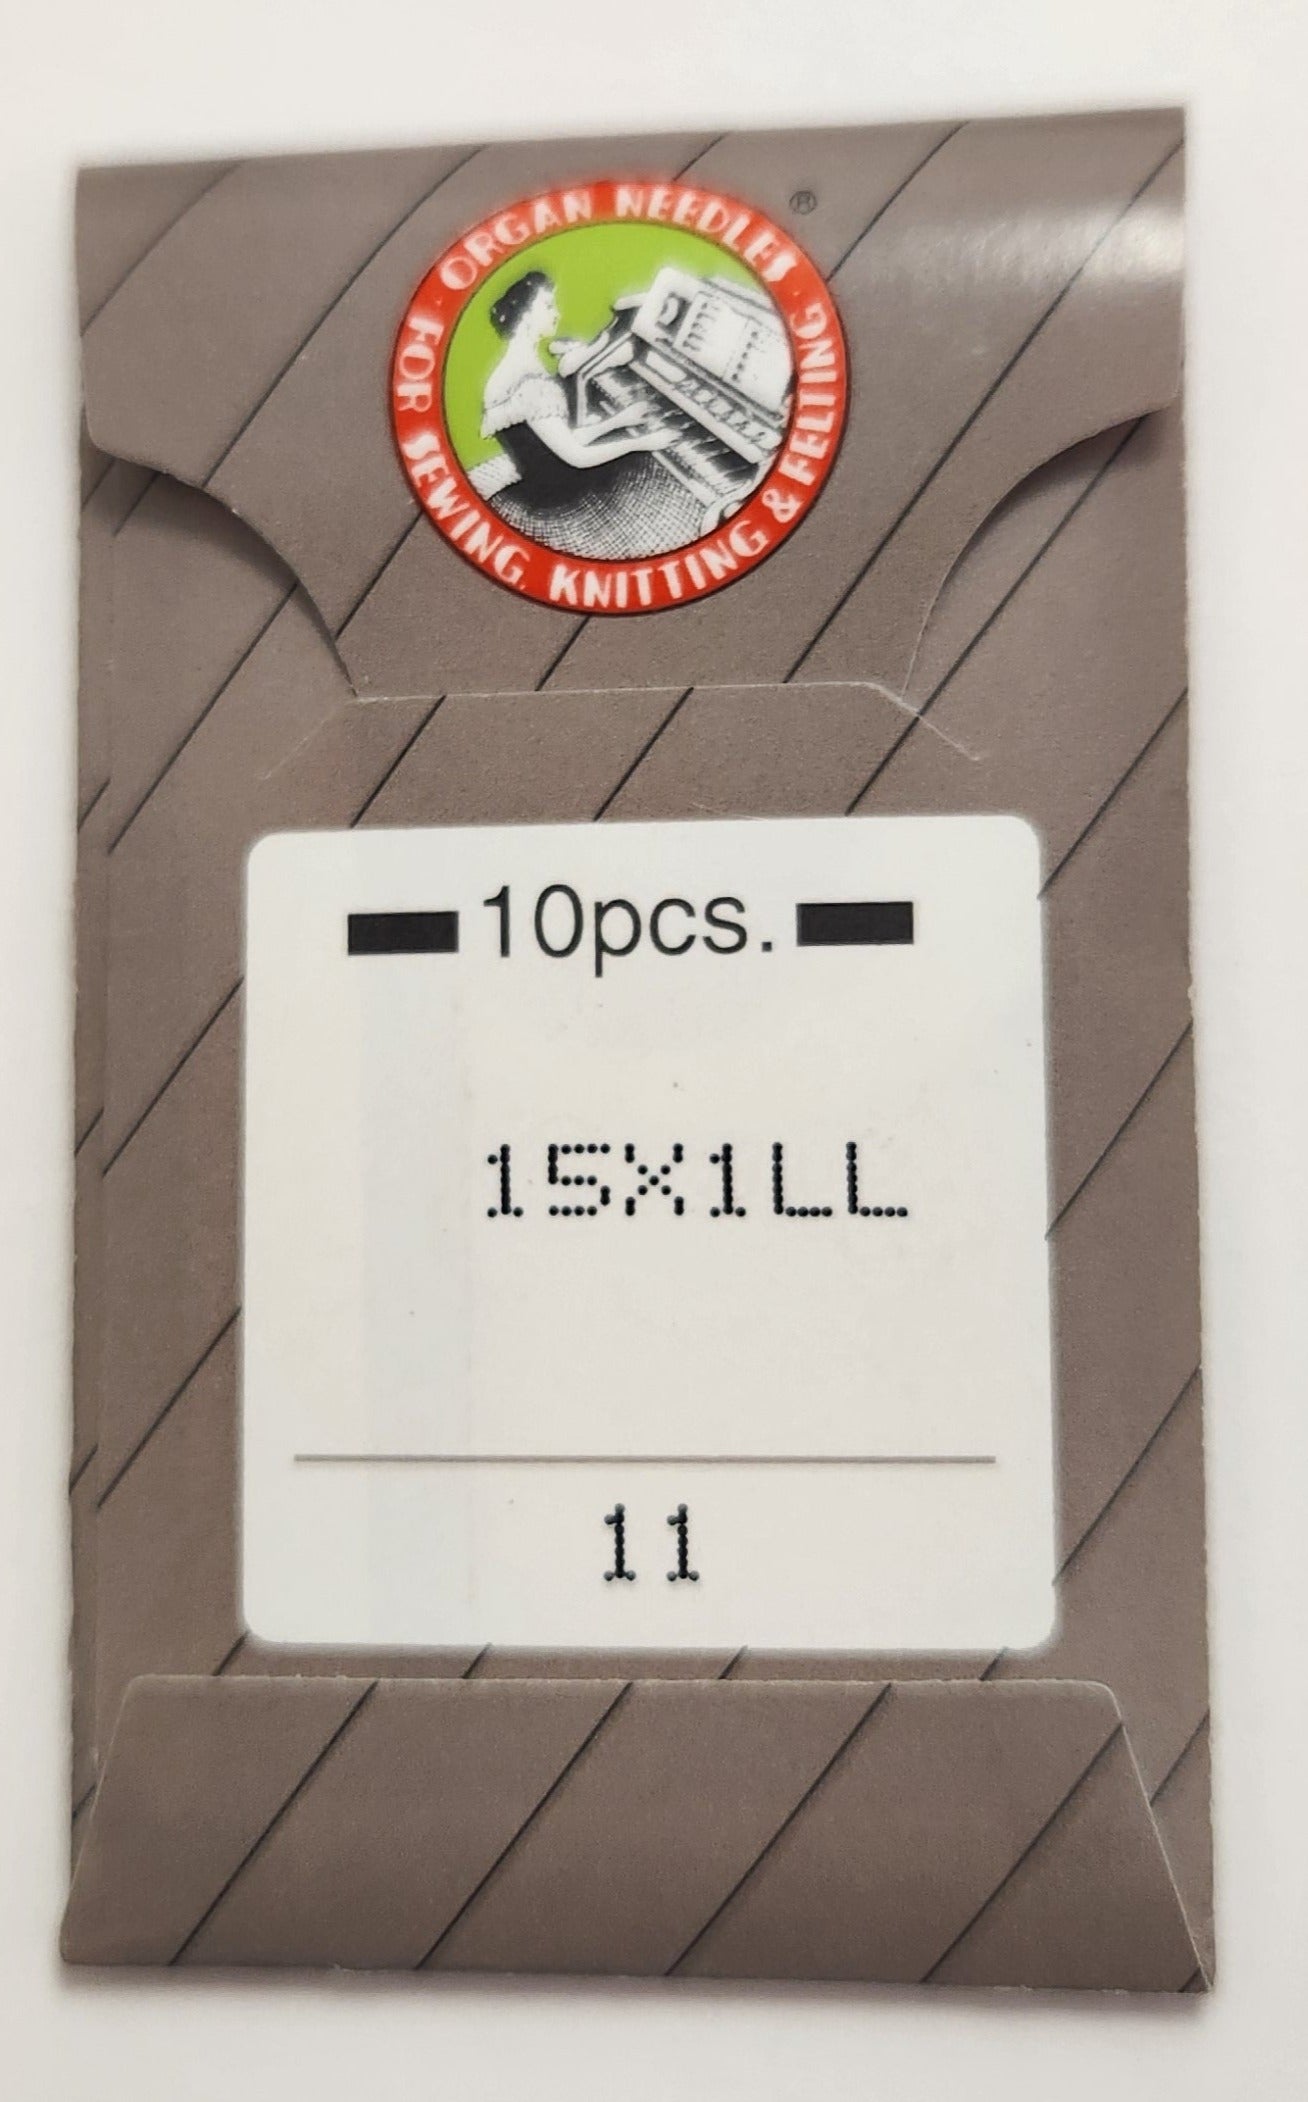 ORGAN NEEDLES · FOR SEWING, KNITTING & FELTING ·
®
10pcs.
15X1LL
11